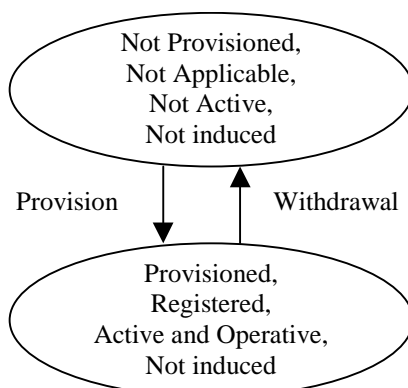 Not Provisioned,
Not Applicable,
Not Active,
Not induced
Provision
Withdrawal
Provisioned,
Registered,
Active and Operative,
Not induced